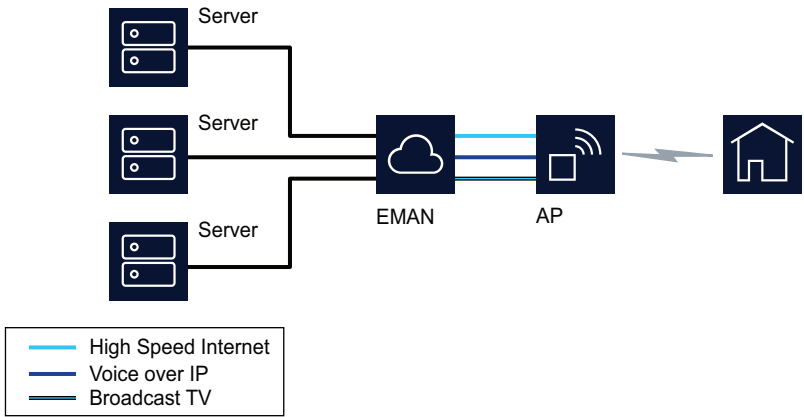 Server
Server
EMAN
AP
Server
High Speed Internet
Voice over IP
Broadcast TV